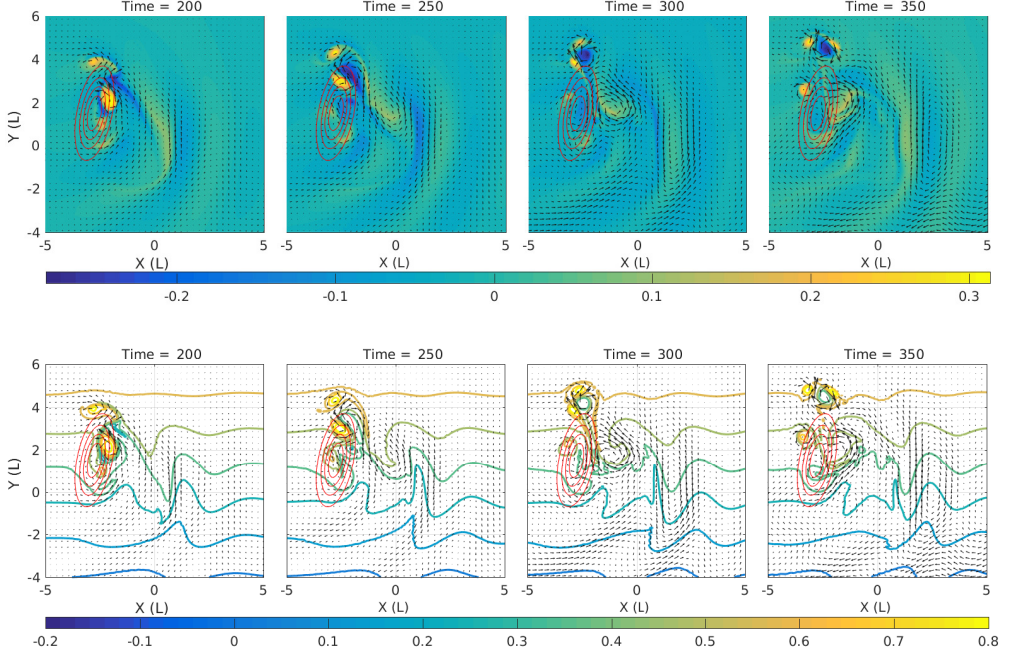 Time = 200 Time = 250 Time = 300 Time = 350
6
4
2
0
-2
-4
Y (L)
-5 0 5 -5 0 5 -5 0 5 -5 0 5
X (L) X (L) X (L) X (L)
-0.2 -0.1 0 0.1 0.2 0.3
Time = 200 Time = 250 Time = 300 Time = 350
6
4
2
0
-2
-4
Y (L)
-5 0 5 -5 0 5 -5 0 5 -5 0 5
X (L) X (L) X (L) X (L)
-0.2 -0.1 0 0.1 0.2 0.3 0.4 0.5 0.6 0.7 0.8